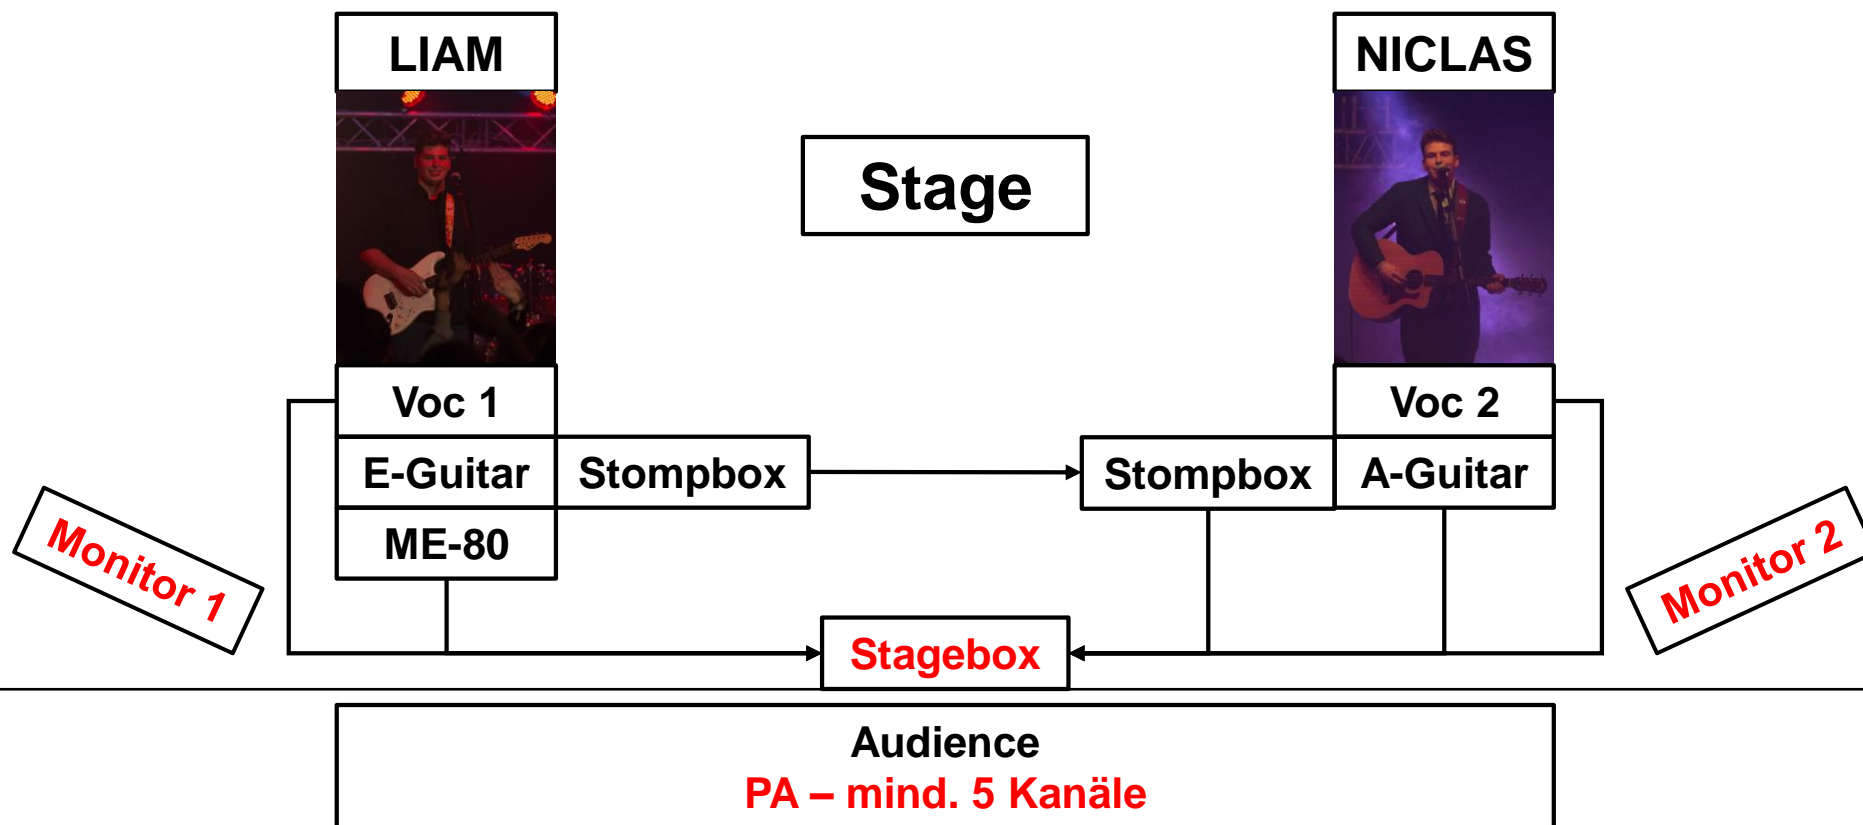 LIAM
NICLAS
Stage
Voc 1
Voc 2
E-Guitar
Stompbox
Stompbox
A-Guitar
ME-80
Monitor 1
Monitor 2
Stagebox
Audience
PA – mind. 5 Kanäle